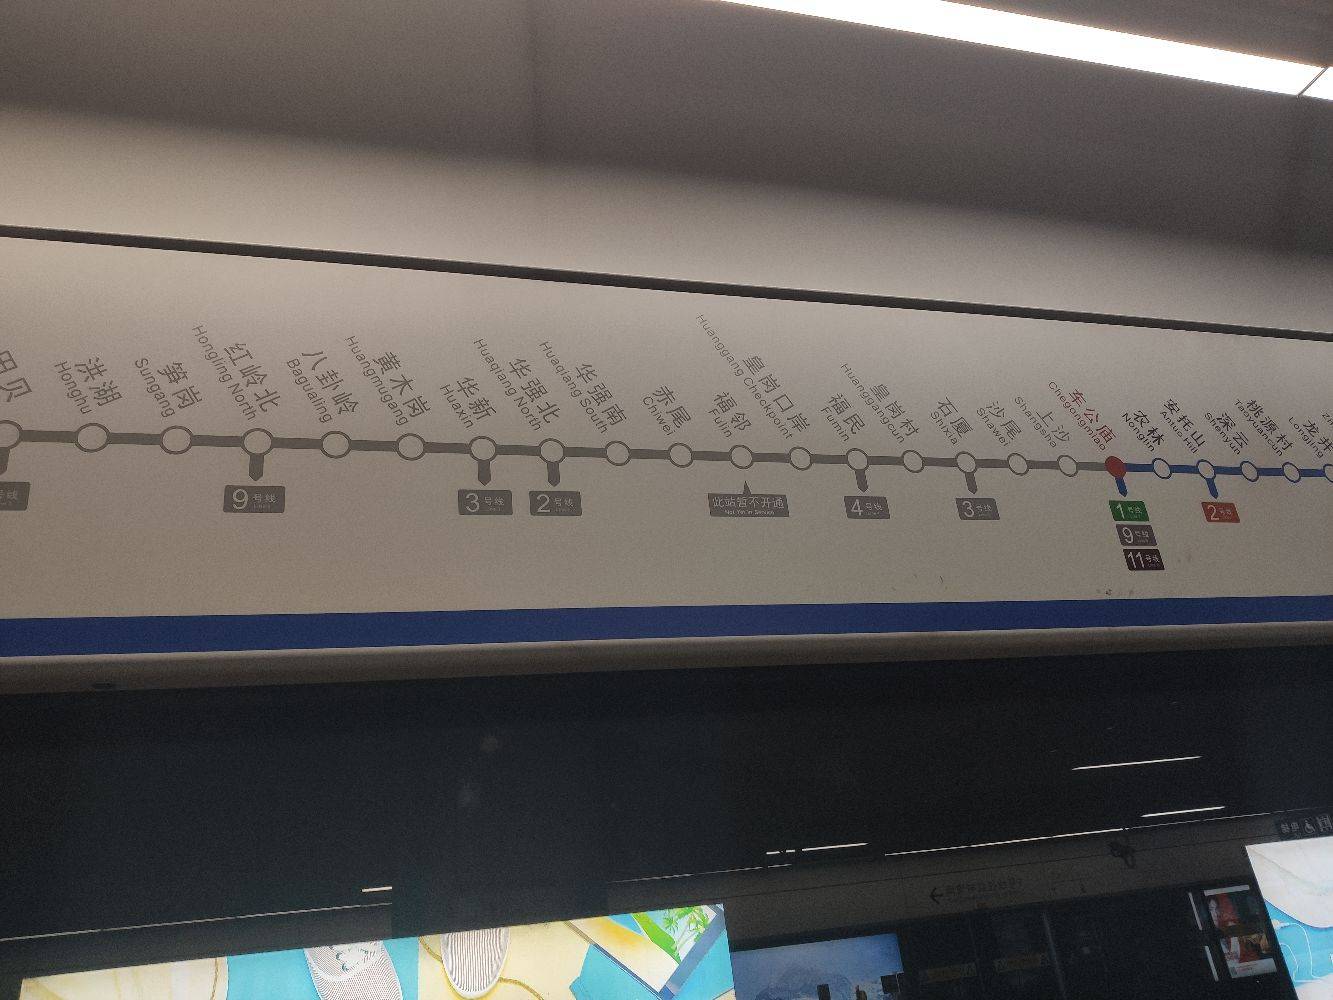 洪湖
Honghu
笋岗
Sungang
红岭北
Hongling North
八卦岭
Bagualing
黄木岗
Huangmugang
华新
Huaxin
华强北
Huaqiang North
华强南
Huaqiang South
赤尾
Chiwei
福邻
Fulin
皇岗口岸
Huanggang Checkpoint
福民
Fumin
皇岗村
Huanggangcun
石厦
Shixia
沙尾
Shawei
上沙
Shangsha
车公庙
Chegongmiao
农林
Nonglin
安托山
Antuo Hill
深云
Shenyun
桃源村
Taoyuancun
龙井
Longjing
号线
9号线
3号线
2号线
此站暂不开通
Not Yet in Service
4号线
3号线
1号线
2号线
9号线
11号线